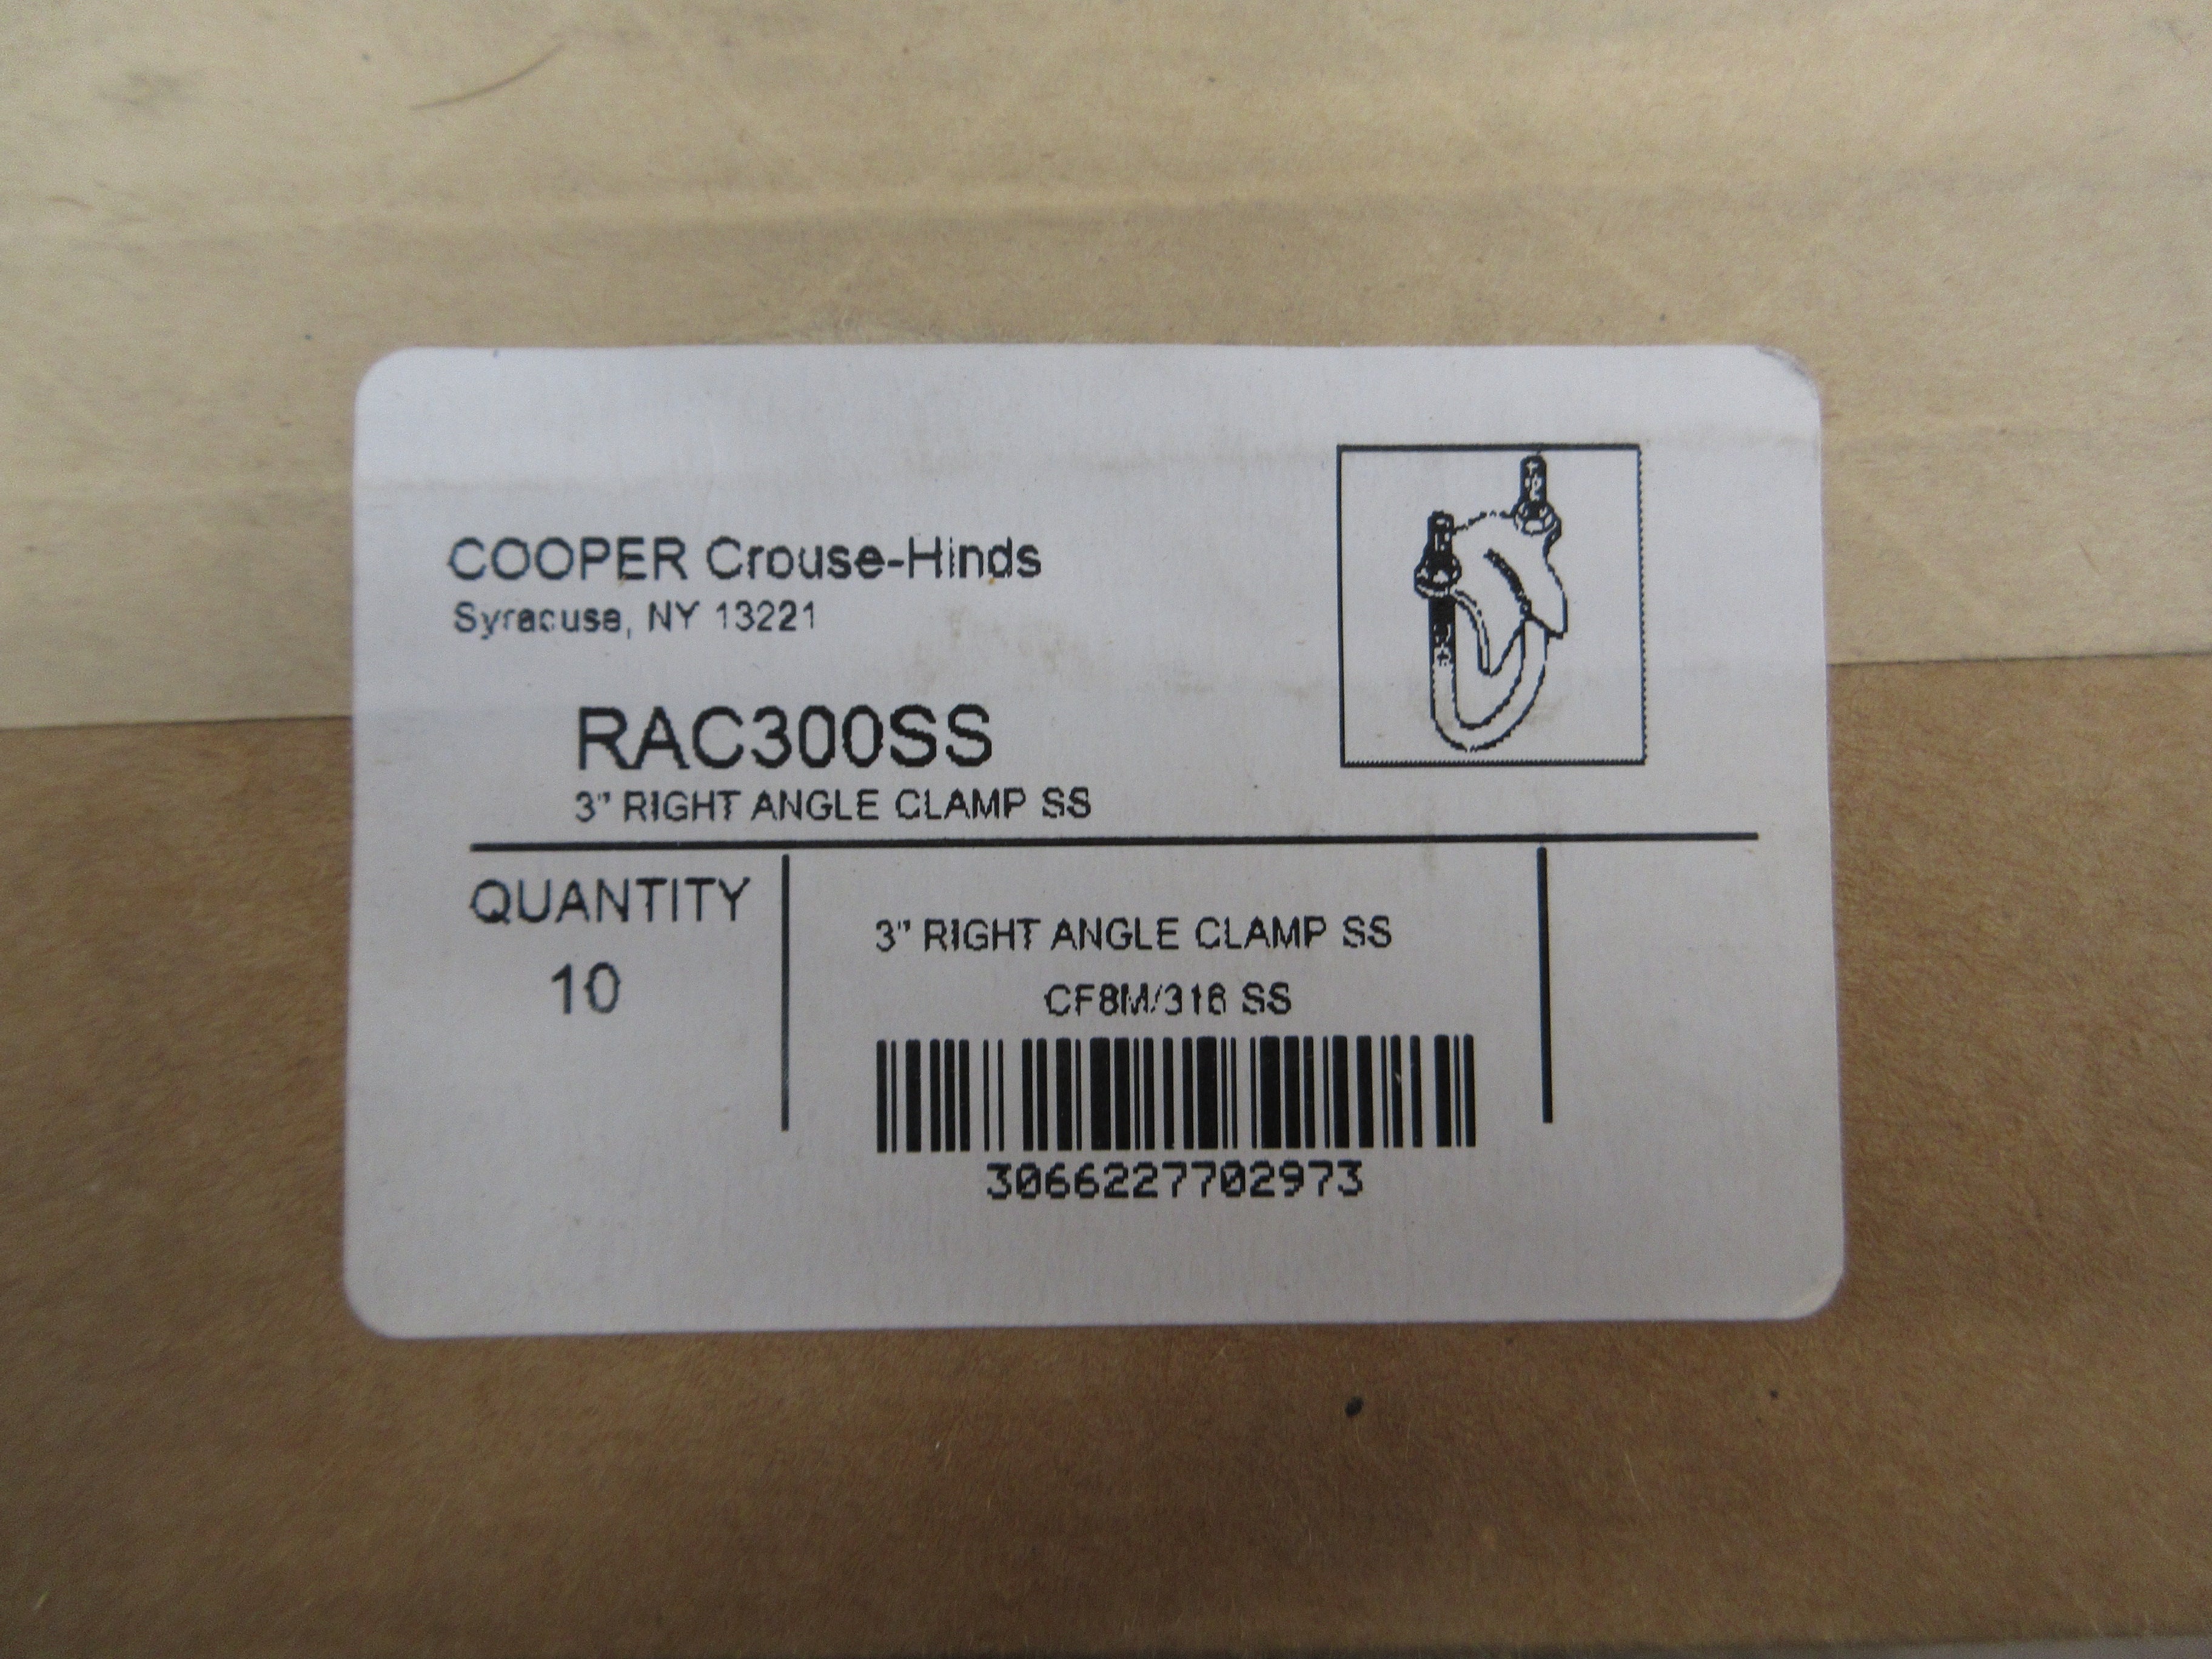 COOPER Crouse-Hinds
Syracuse, NY 13221
RAC300SS
3" RIGHT ANGLE CLAMP SS
QUANTITY
10
3" RIGHT ANGLE CLAMP SS
CF8M/316 SS
3066227702973